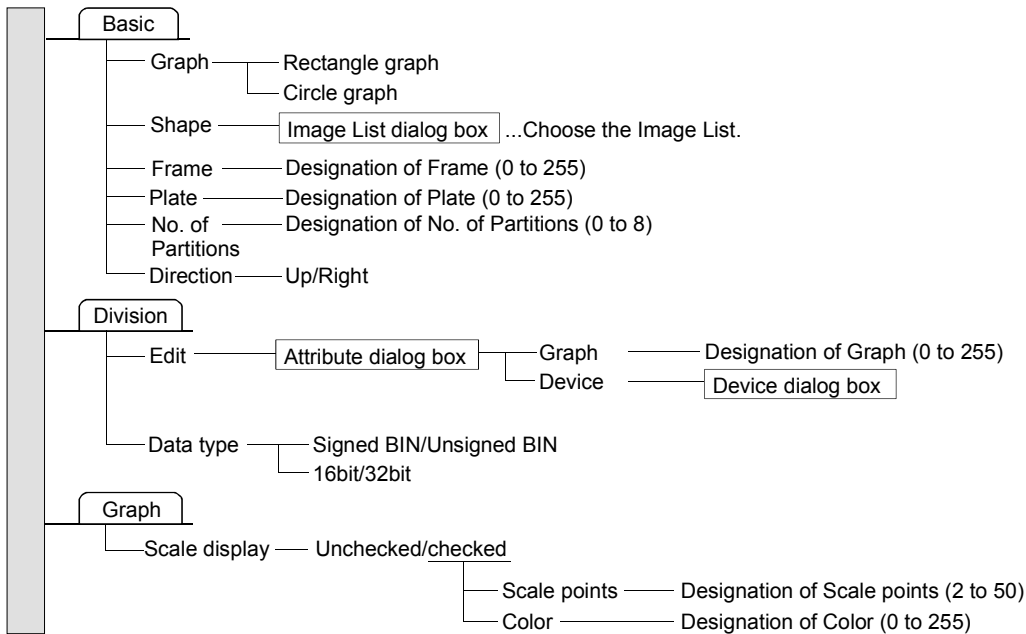 Basic
Graph Rectangle graph
Circle graph
Shape Image List dialog box ...Choose the Image List.
Frame Designation of Frame (0 to 255)
Plate Designation of Plate (0 to 255)
No. of Designation of No. of Partitions (0 to 8)
Partitions
Direction Up/Right
Division
Edit Attribute dialog box Graph Designation of Graph (0 to 255)
Device Device dialog box
Data type Signed BIN/Unsigned BIN
16bit/32bit
Graph
Scale display Unchecked/checked
Scale points Designation of Scale points (2 to 50)
Color Designation of Color (0 to 255)